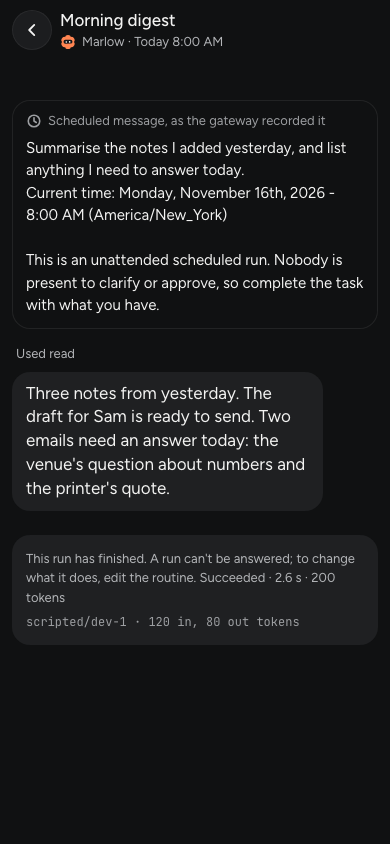 Morning digest
Marlow · Today 8:00 AM
Scheduled message, as the gateway recorded it
Summarise the notes I added yesterday, and list
anything I need to answer today.
Current time: Monday, November 16th, 2026 -
8:00 AM (America/New_York)
This is an unattended scheduled run. Nobody is
present to clarify or approve, so complete the task
with what you have.
Used read
Three notes from yesterday. The
draft for Sam is ready to send. Two
emails need an answer today: the
venue's question about numbers and
the printer's quote.
This run has finished. A run can't be answered; to change
what it does, edit the routine. Succeeded · 2.6 s · 200
tokens
scripted/dev-1 · 120 in, 80 out tokens